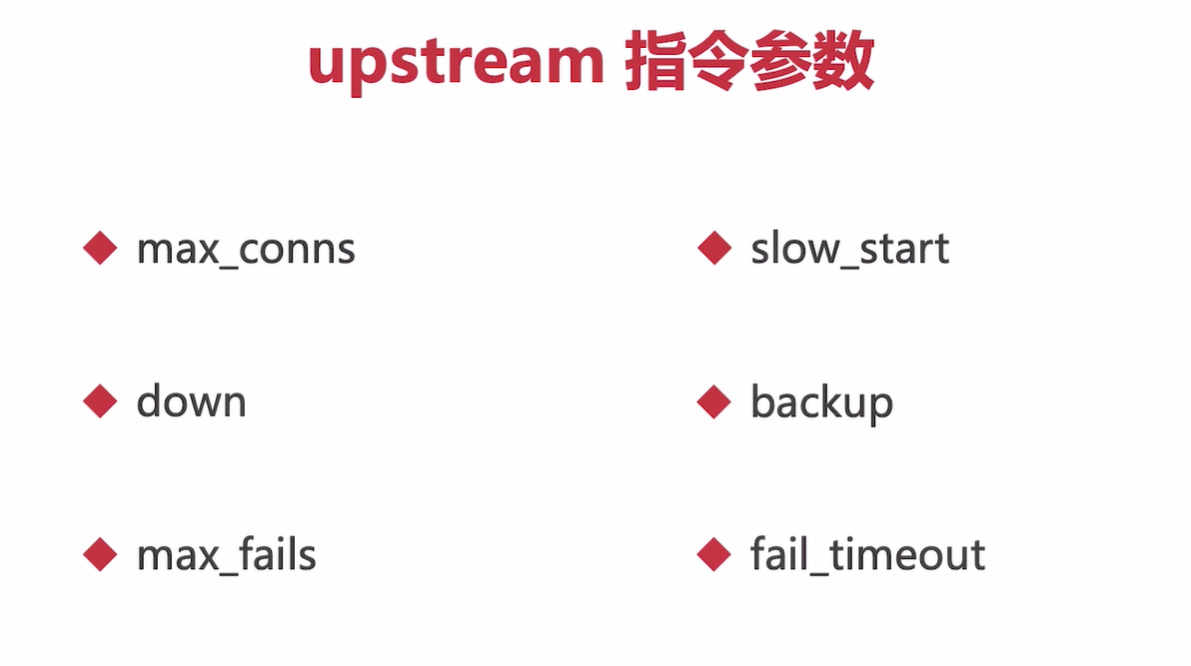 upstream 指令参数
max_conns
slow_start
down
backup
max_fails
fail_timeout